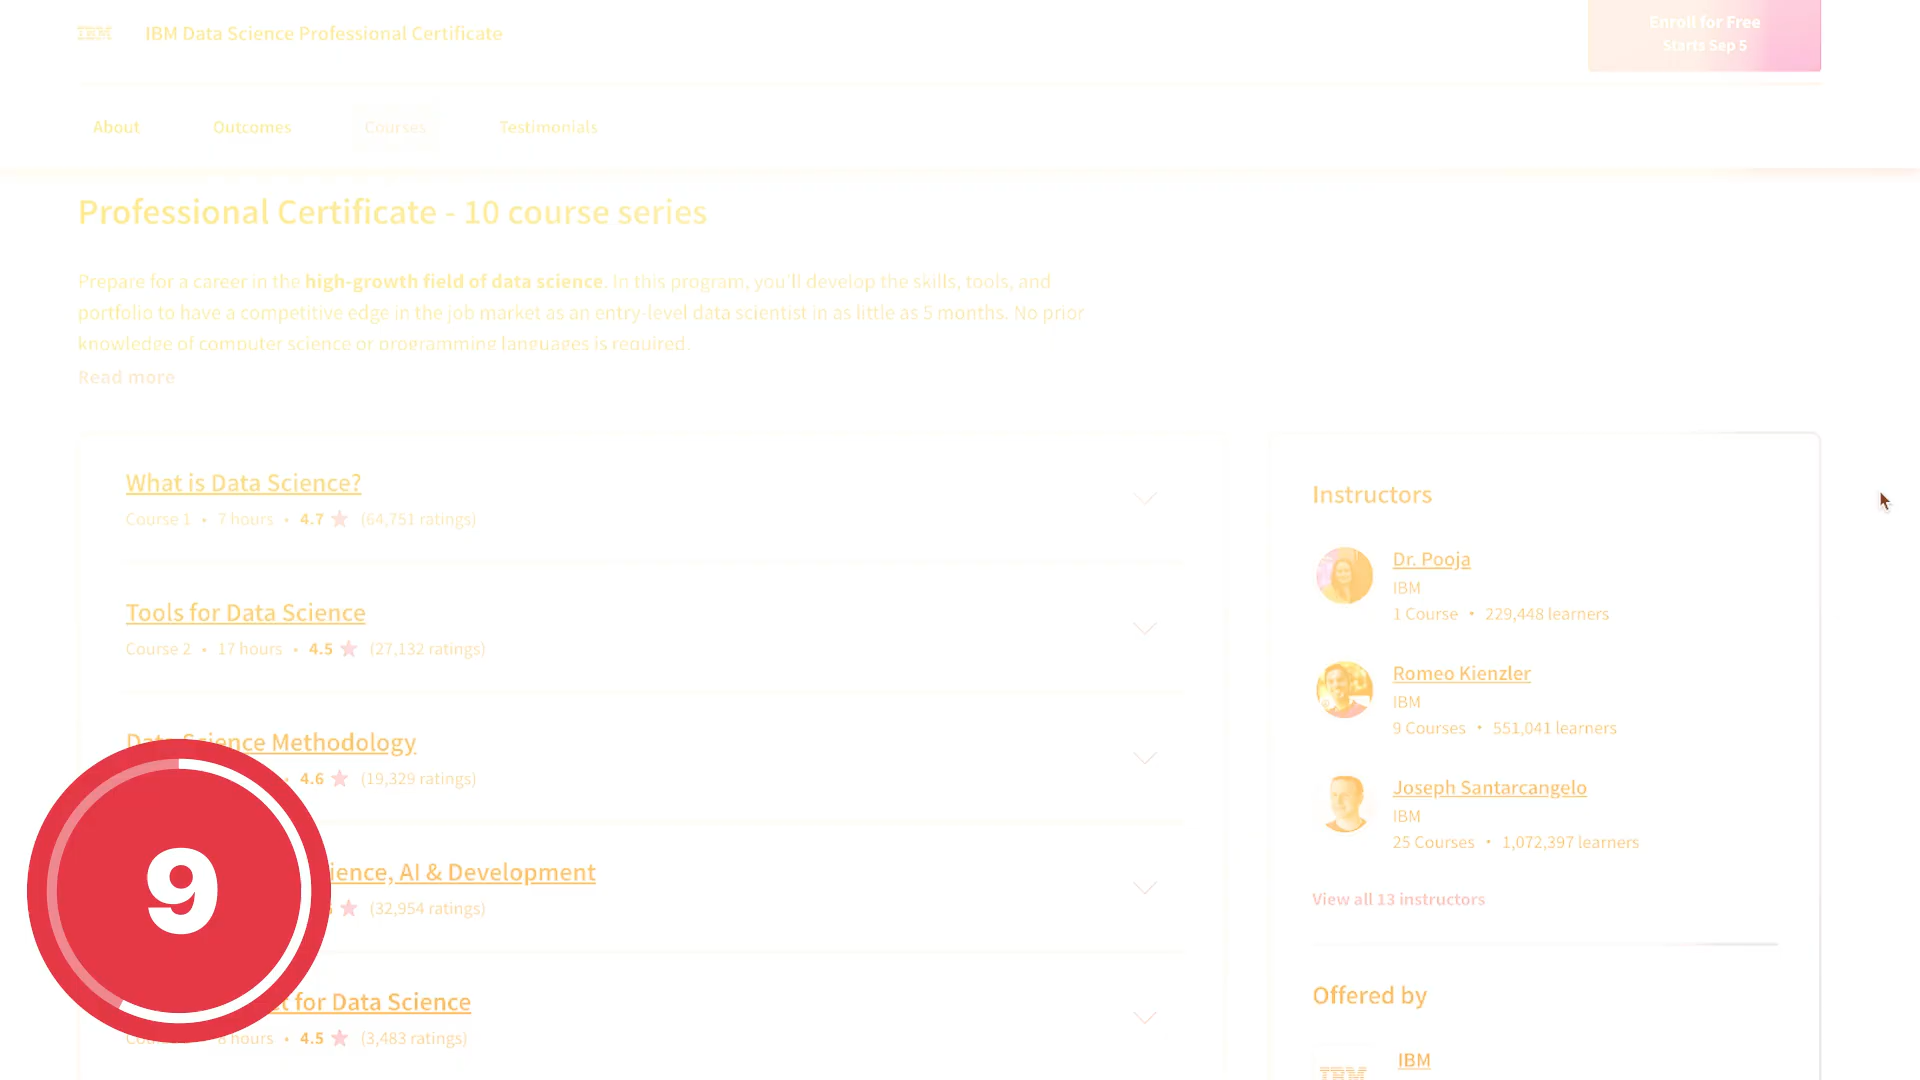 IBM IBM Data Science Professional Certificate
Enroll for Free
Starts Sep 5
About Outcomes Courses Testimonials
Professional Certificate - 10 course series
Prepare for a career in the high-growth field of data science. In this program, you'll develop the skills, tools, and
portfolio to have a competitive edge in the job market as an entry-level data scientist in as little as 5 months. No prior
knowledge of computer science or programming languages is required.
Read more
What is Data Science?
Course 1 • 7 hours • 4.7 ★ (64,751 ratings)
Tools for Data Science
Course 2 • 17 hours • 4.5 ★ (27,132 ratings)
Data Science Methodology
• 4.6 ★ (19,329 ratings)
AI & Development
★ (32,954 ratings)
for Data Science
hours • 4.5 ★ (3,483 ratings)
9
Instructors
Dr. Pooja
IBM
1 Course • 229,448 learners
Romeo Kienzler
IBM
9 Courses • 551,041 learners
Joseph Santarcangelo
IBM
25 Courses • 1,072,397 learners
View all 13 instructors
Offered by
IBM
IBM